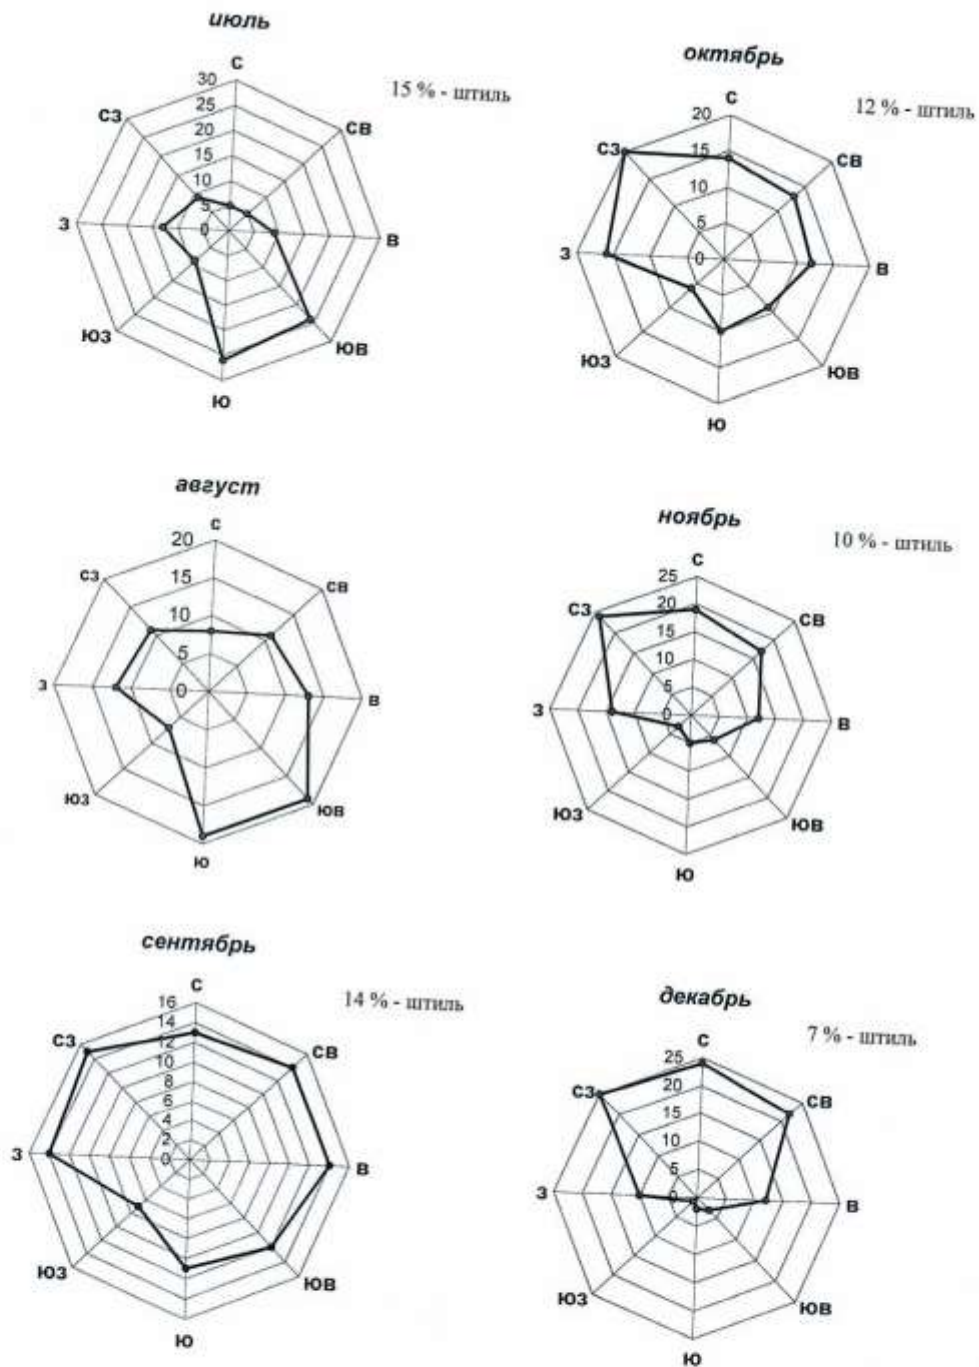 июль
С
15 % - штиль
30
25
20
15
10
5
0
СЗ
СВ
З
В
ЮЗ
ЮВ
Ю
октябрь
С
12 % - штиль
20
15
10
5
0
СЗ
СВ
З
В
ЮЗ
ЮВ
Ю
август
С
20
15
10
5
0
СЗ
СВ
З
В
ЮЗ
ЮВ
Ю
ноябрь
10 % - штиль
С
25
20
15
10
5
0
СЗ
СВ
З
В
ЮЗ
ЮВ
Ю
сентябрь
С
14 % - штиль
16
14
12
10
8
6
4
2
0
СЗ
СВ
З
В
ЮЗ
ЮВ
Ю
декабрь
7 % - штиль
С
25
20
15
10
5
0
СЗ
СВ
З
В
ЮЗ
ЮВ
Ю